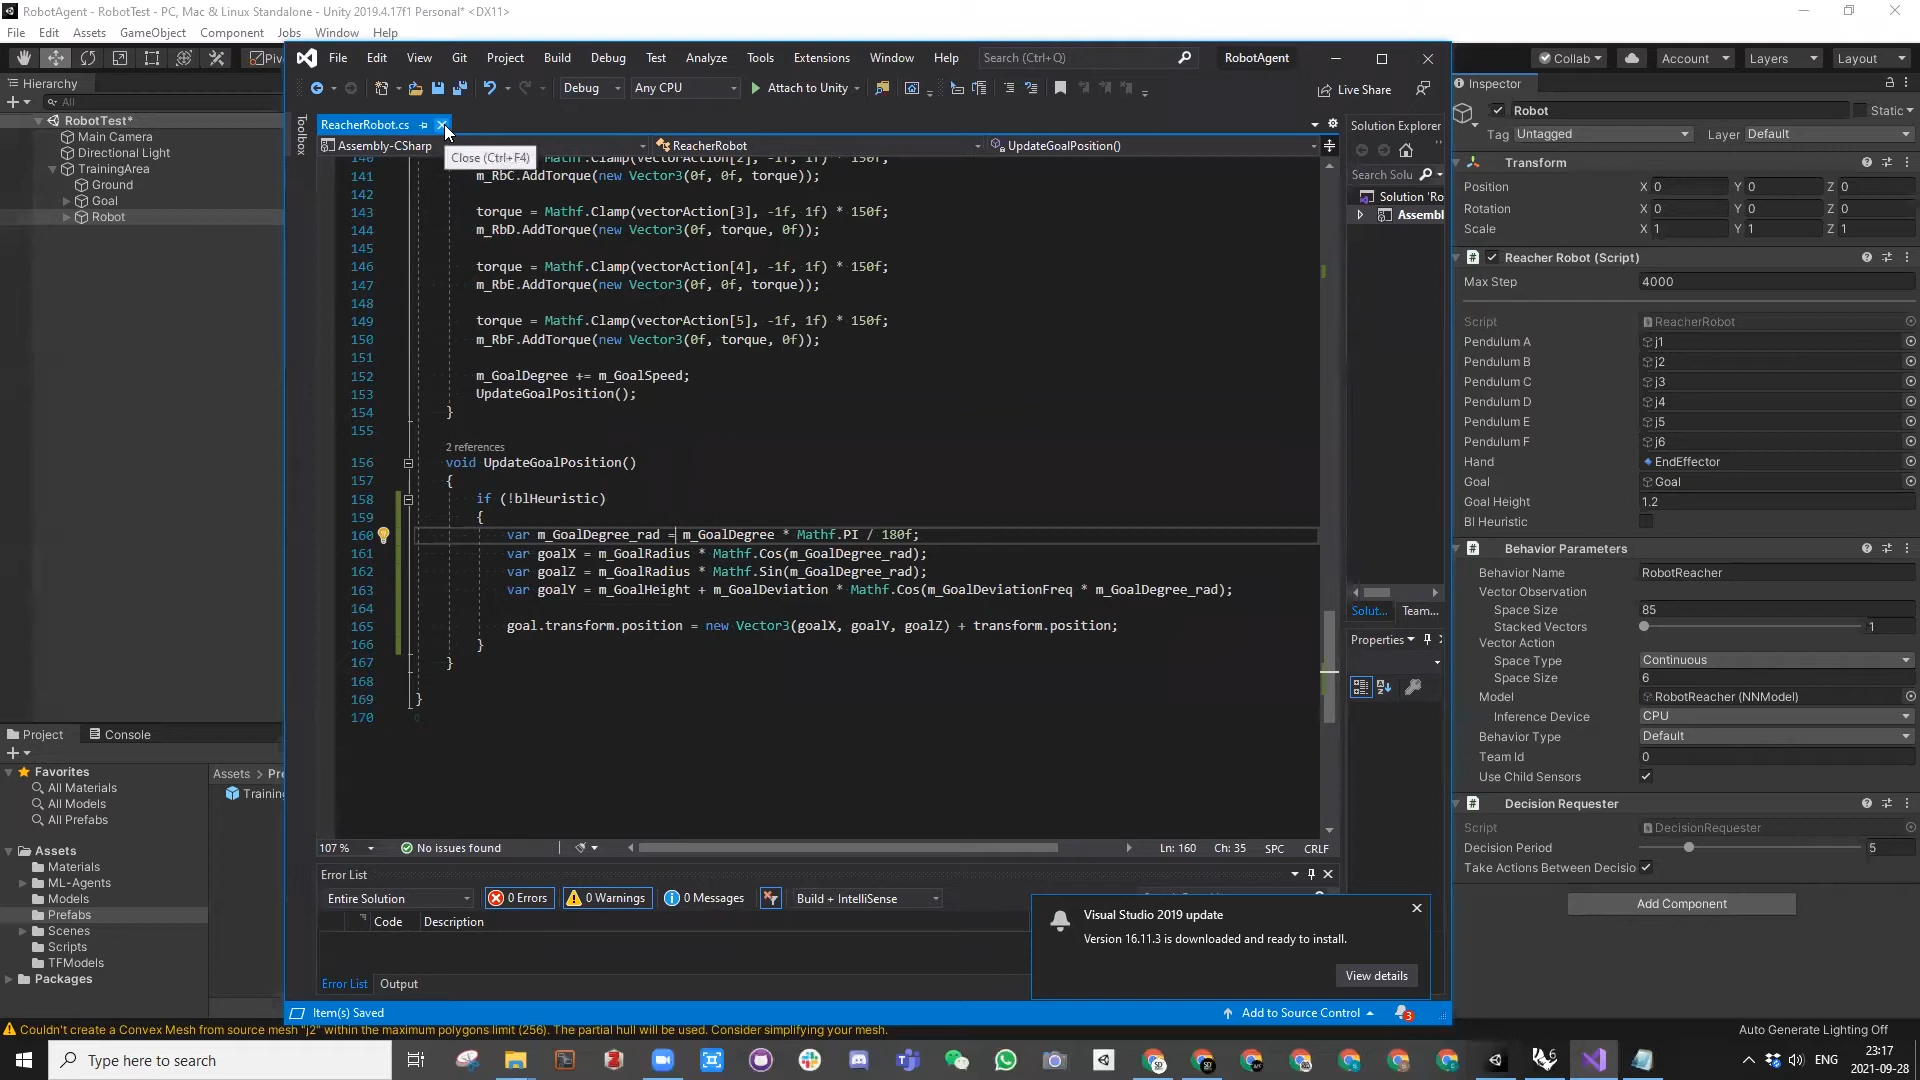 RobotAgent - RobotTest - PC, Mac & Linux Standalone - Unity 2019.4.17f1 Personal* <DX11>
File Edit Assets GameObject Component Jobs Window Help
Collab Account Layers Layout
Hierarchy
All
RobotTest*
Main Camera
Directional Light
TrainingArea
Ground
Goal
Robot
File Edit View Git Project Build Debug Test Analyze Tools Extensions Window Help Search (Ctrl+Q) RobotAgent
Debug Any CPU Attach to Unity Live Share
Toolbox
ReacherRobot.cs
Assembly-CSharp ReacherRobot UpdateGoalPosition()
Close (Ctrl+F4)
140 torque = Mathf.Clamp(vectorAction[2], -1f, 1f) * 150f;
141 m_RbC.AddTorque(new Vector3(0f, 0f, torque));
142
143 torque = Mathf.Clamp(vectorAction[3], -1f, 1f) * 150f;
144 m_RbD.AddTorque(new Vector3(0f, torque, 0f));
145
146 torque = Mathf.Clamp(vectorAction[4], -1f, 1f) * 150f;
147 m_RbE.AddTorque(new Vector3(0f, 0f, torque));
148
149 torque = Mathf.Clamp(vectorAction[5], -1f, 1f) * 150f;
150 m_RbF.AddTorque(new Vector3(0f, torque, 0f));
151
152 m_GoalDegree += m_GoalSpeed;
153 UpdateGoalPosition();
154 }
155
2 references
156 void UpdateGoalPosition()
157 {
158 if (!blHeuristic)
159 {
160 var m_GoalDegree_rad = m_GoalDegree * Mathf.PI / 180f;
161 var goalX = m_GoalRadius * Mathf.Cos(m_GoalDegree_rad);
162 var goalZ = m_GoalRadius * Mathf.Sin(m_GoalDegree_rad);
163 var goalY = m_GoalHeight + m_GoalDeviation * Mathf.Cos(m_GoalDeviationFreq * m_GoalDegree_rad);
164
165 goal.transform.position = new Vector3(goalX, goalY, goalZ) + transform.position;
166 }
167 }
168
169 }
170
107 % No issues found Ln: 160 Ch: 35 SPC CRLF
Error List
Entire Solution 0 Errors 0 Warnings 0 Messages Build + IntelliSense
Code Description
Error List Output
Item(s) Saved Add to Source Control 3
Visual Studio 2019 update
Version 16.11.3 is downloaded and ready to install.
View details
Solution Explorer
Search Solu
Solution 'Ro
Assembl
Solut... Team...
Properties
Inspector
Robot Static
Tag Untagged Layer Default
Transform
Position X 0 Y 0 Z 0
Rotation X 0 Y 0 Z 0
Scale X 1 Y 1 Z 1
Reacher Robot (Script)
Max Step 4000
Script ReacherRobot
Pendulum A j1
Pendulum B j2
Pendulum C j3
Pendulum D j4
Pendulum E j5
Pendulum F j6
Hand EndEffector
Goal Goal
Goal Height 1.2
Bl Heuristic
Behavior Parameters
Behavior Name RobotReacher
Vector Observation
Space Size 85
Stacked Vectors 1
Vector Action
Space Type Continuous
Space Size 6
Model RobotReacher (NNModel)
Inference Device CPU
Behavior Type Default
Team Id 0
Use Child Sensors
Decision Requester
Script DecisionRequester
Decision Period 5
Take Actions Between Decisio
Add Component
Project Console
Favorites
All Materials
All Models
All Prefabs
Assets
Materials
ML-Agents
Models
Prefabs
Scenes
Scripts
TFModels
Packages
Assets > Pre
Training
Couldn't create a Convex Mesh from source mesh "j2" within the maximum polygons limit (256). The partial hull will be used. Consider simplifying your mesh.
Auto Generate Lighting Off
Type here to search
ENG
23:17
2021-09-28